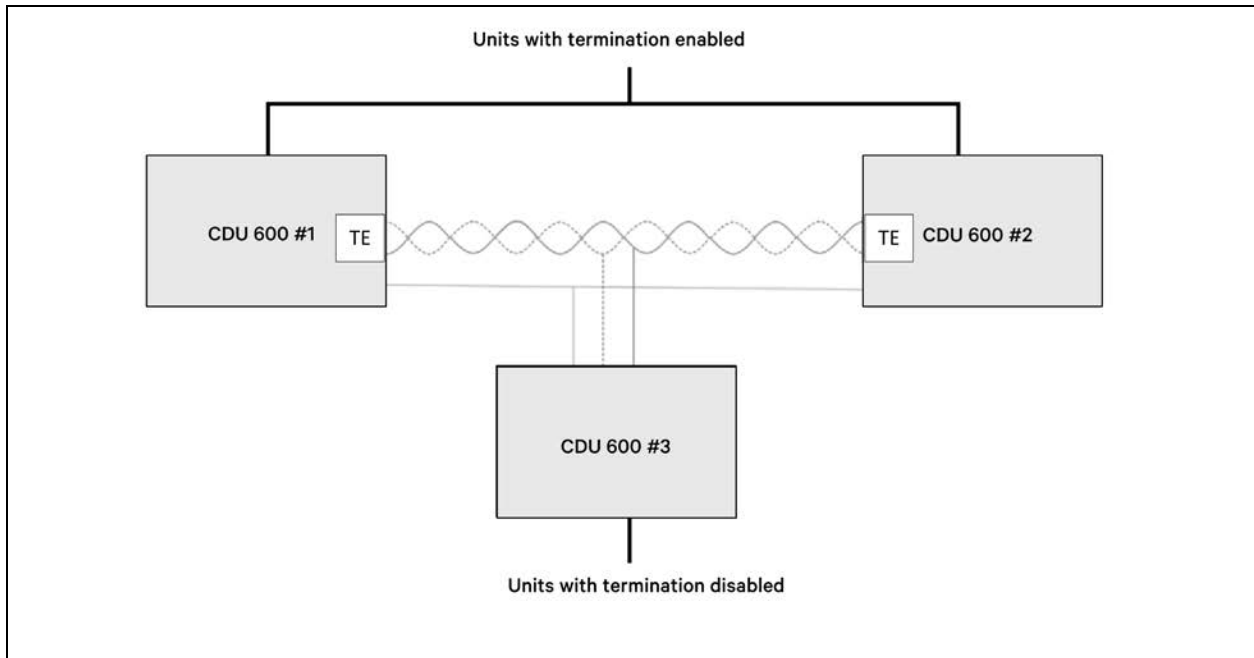 Units with termination enabled
CDU 600 #1
TE
TE
CDU 600 #2
CDU 600 #3
Units with termination disabled